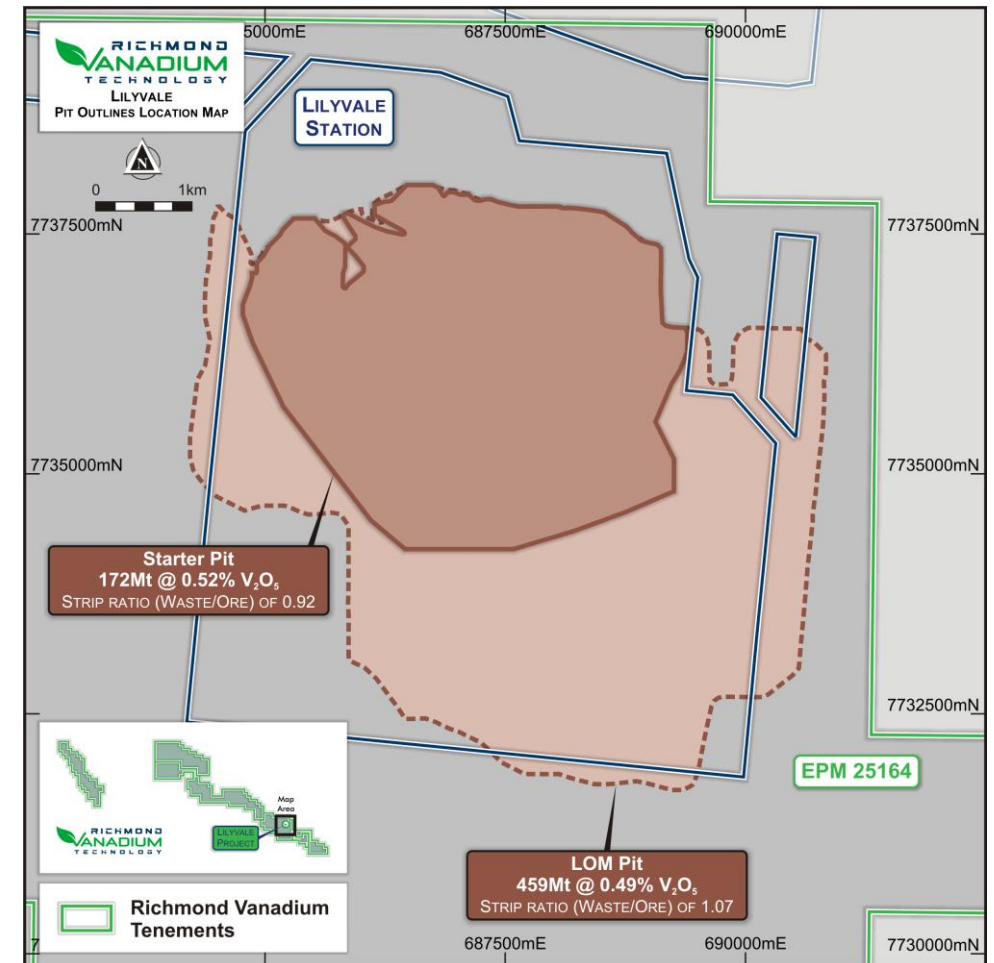 5000mE
687500mE
690000mE
RICHMOND
VANADIUM
TECHNOLOGY
LILYVALE
PIT OUTLINES LOCATION MAP
N
0 1km
LILYVALE
STATION
7737500mN
7737500mN
7735000mN
7735000mN
Starter Pit
172Mt @ 0.52% V₂O₅
STRIP RATIO (WASTE/ORE) OF 0.92
7732500mN
EPM 25164
Map
Area
LILYVALE
PROJECT
RICHMOND
VANADIUM
TECHNOLOGY
LOM Pit
459Mt @ 0.49% V₂O₅
STRIP RATIO (WASTE/ORE) OF 1.07
Richmond Vanadium
Tenements
7
687500mE
690000mE
7730000mN